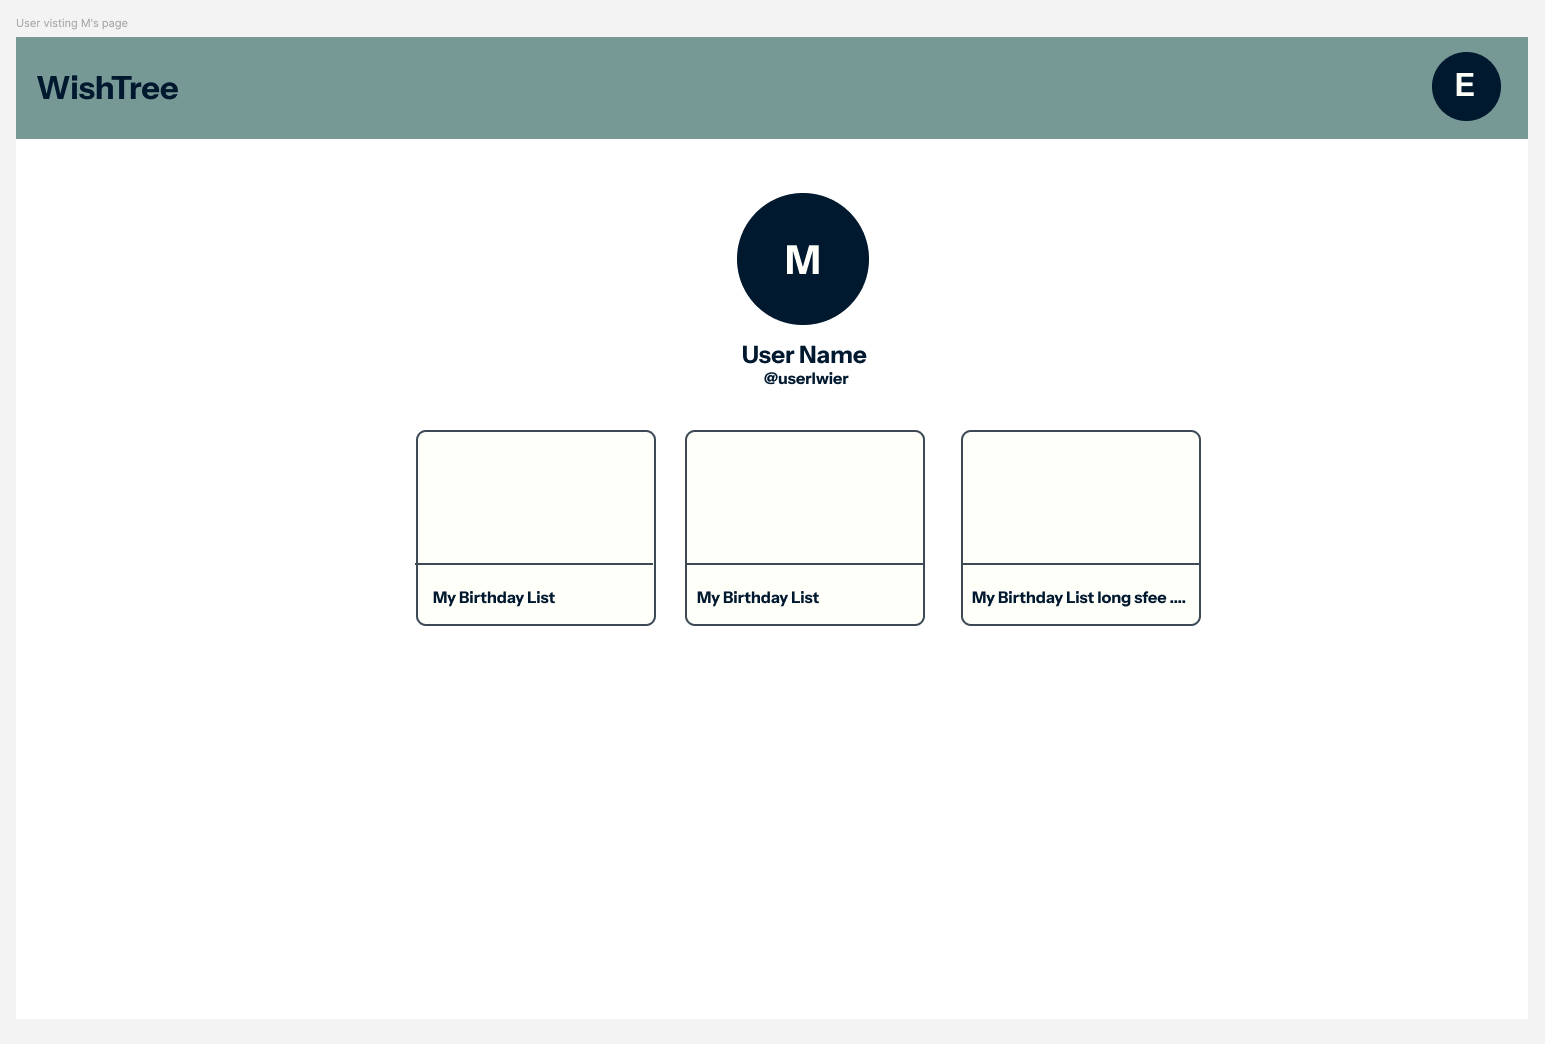 User visting M's page
WishTree
E
M
User Name
@userlwier
My Birthday List
My Birthday List
My Birthday List long sfee ....